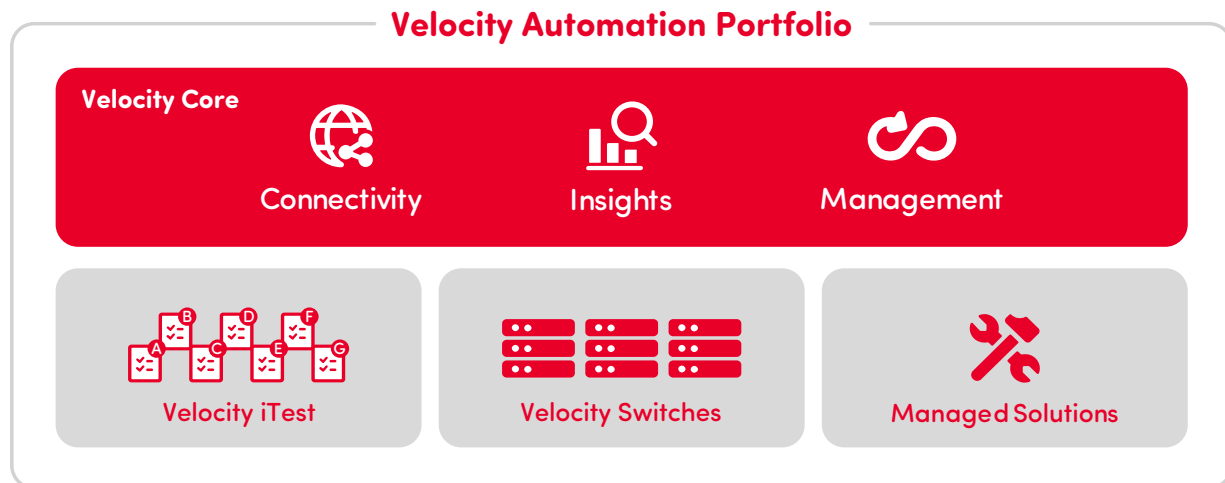 Velocity Automation Portfolio
Velocity Core
Connectivity
Insights
Management
B D F
A C E G
Velocity iTest
Velocity Switches
Managed Solutions